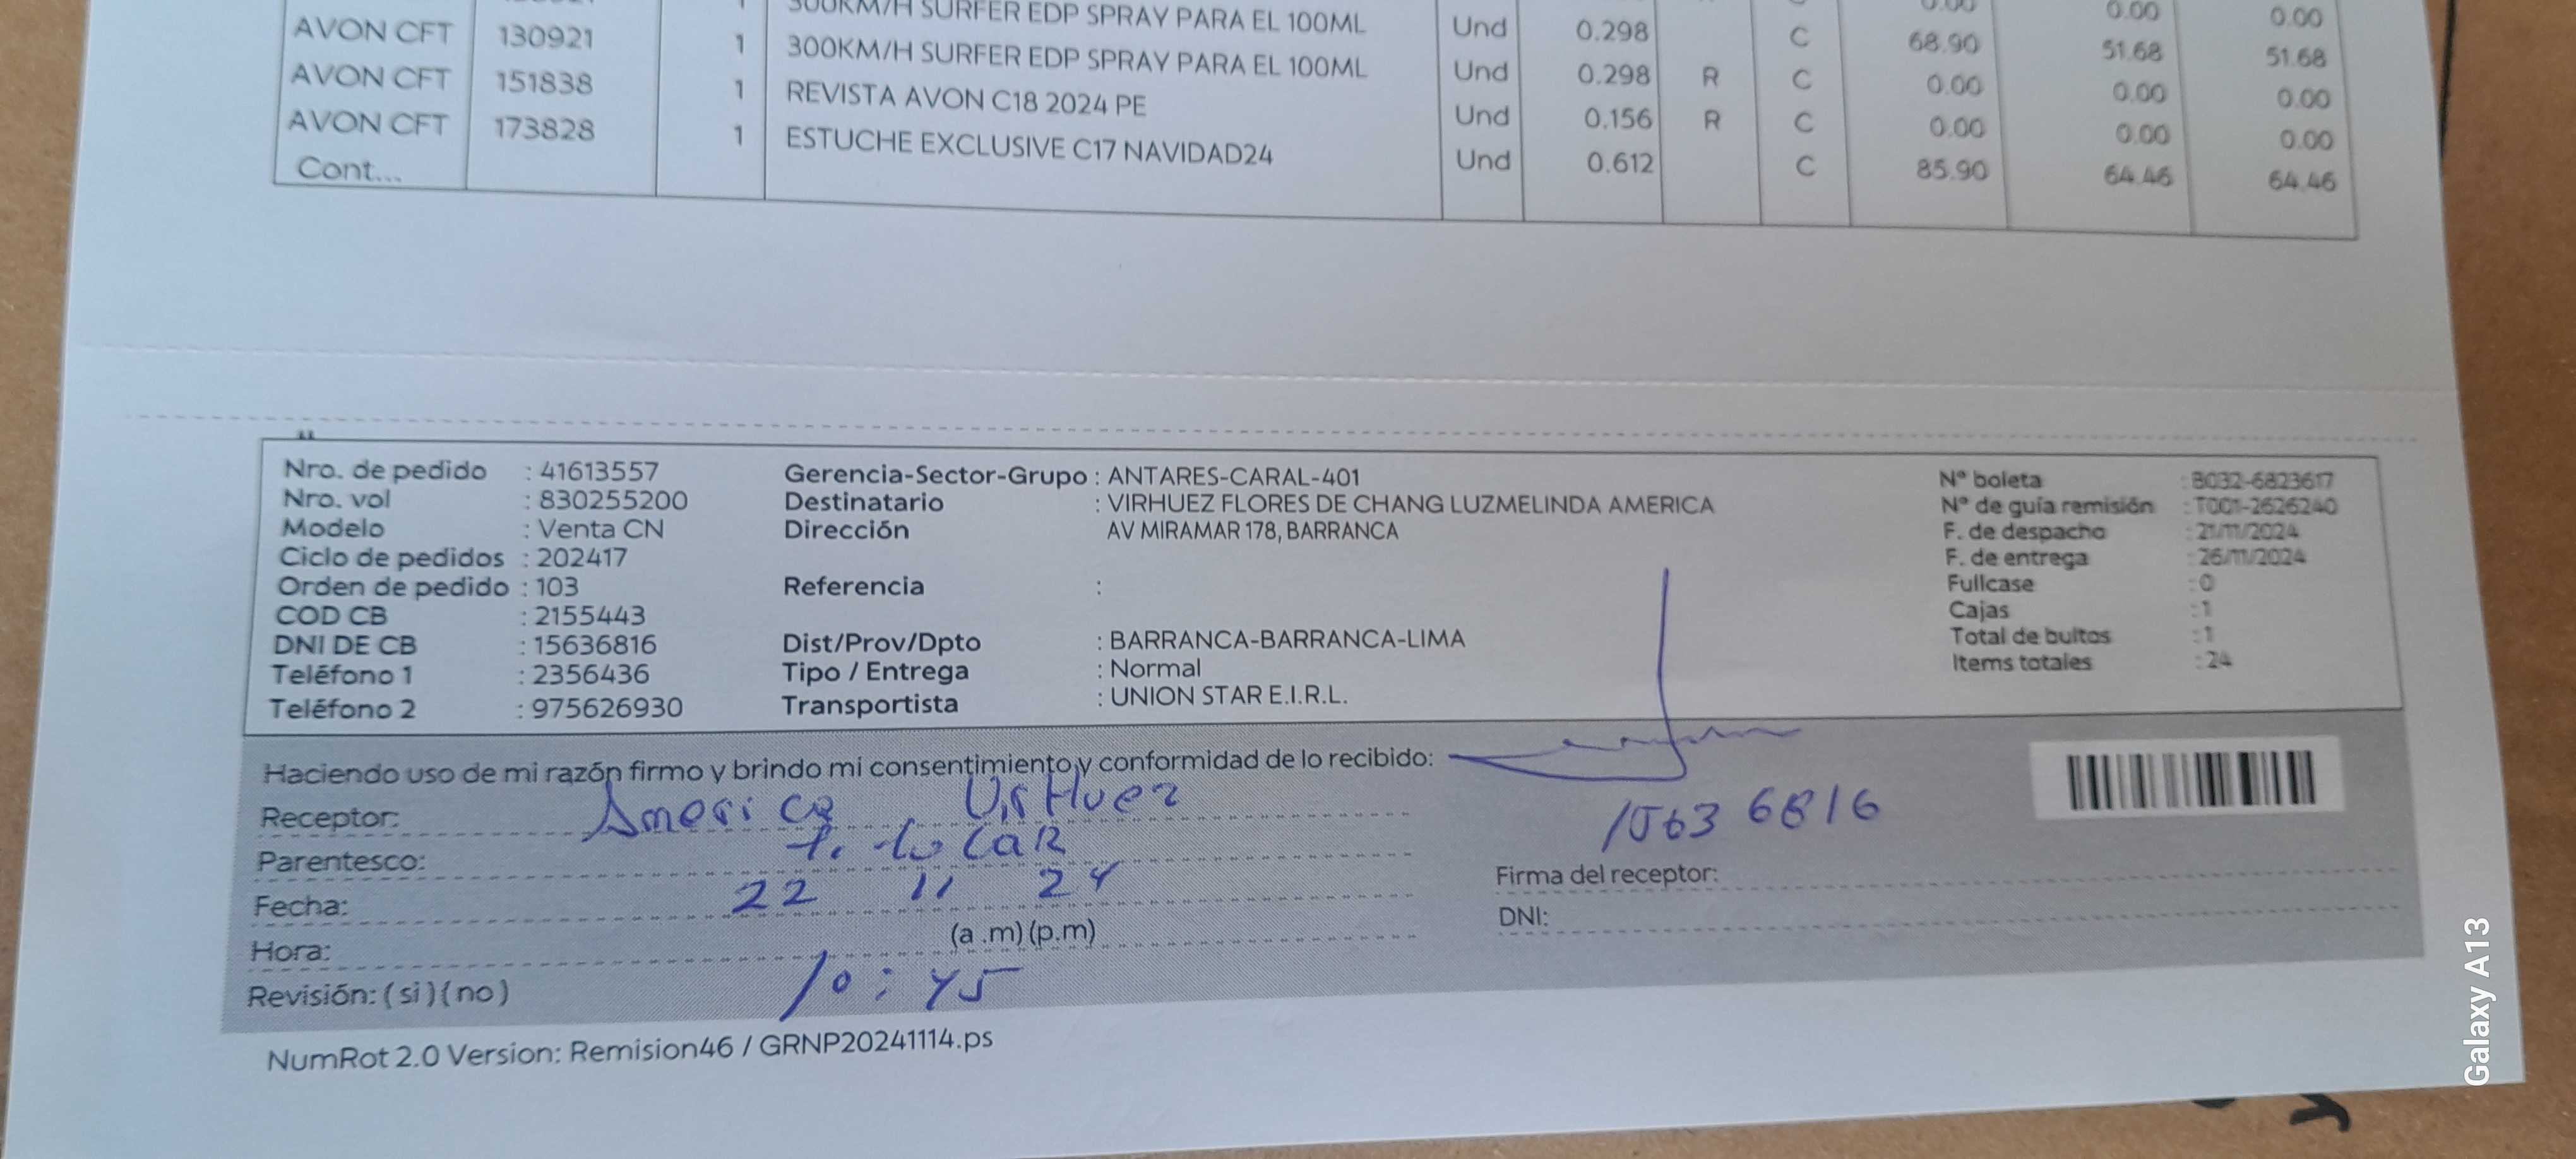 1 300KM/H SURFER EDP SPRAY PARA EL 100ML Und 0.298 C 68.90 51.68 51.68
AVON CFT 130921 1 300KM/H SURFER EDP SPRAY PARA EL 100ML Und 0.298 R C 0.00 0.00 0.00
AVON CFT 151838 1 REVISTA AVON C18 2024 PE Und 0.156 R C 0.00 0.00 0.00
AVON CFT 173828 1 ESTUCHE EXCLUSIVE C17 NAVIDAD24 Und 0.612 C 85.90 64.46 64.46
Cont...
Nro. de pedido : 41613557 Gerencia-Sector-Grupo : ANTARES-CARAL-401 Nº boleta : B032-6823617
Nro. vol : 830255200 Destinatario : VIRHUEZ FLORES DE CHANG LUZMELINDA AMERICA Nº de guía remisión : T001-2626240
Modelo : Venta CN Dirección AV MIRAMAR 178, BARRANCA F. de despacho : 21/11/2024
Ciclo de pedidos : 202417 F. de entrega : 26/11/2024
Orden de pedido : 103 Referencia : Fullcase : 0
COD CB : 2155443 Cajas : 1
DNI DE CB : 15636816 Dist/Prov/Dpto : BARRANCA-BARRANCA-LIMA Total de bultos : 1
Teléfono 1 : 2356436 Tipo / Entrega : Normal Items totales : 24
Teléfono 2 : 975626930 Transportista : UNION STAR E.I.R.L.
Haciendo uso de mi razón firmo y brindo mi consentimiento y conformidad de lo recibido:
Receptor: America VirHuez
15636816
Parentesco: titolar
Firma del receptor:
Fecha: 22 11 24
DNI:
Hora: (a .m) (p.m)
10:45
Revisión: ( si ) ( no )
NumRot 2.0 Version: Remision46 / GRNP20241114.ps
Galaxy A13